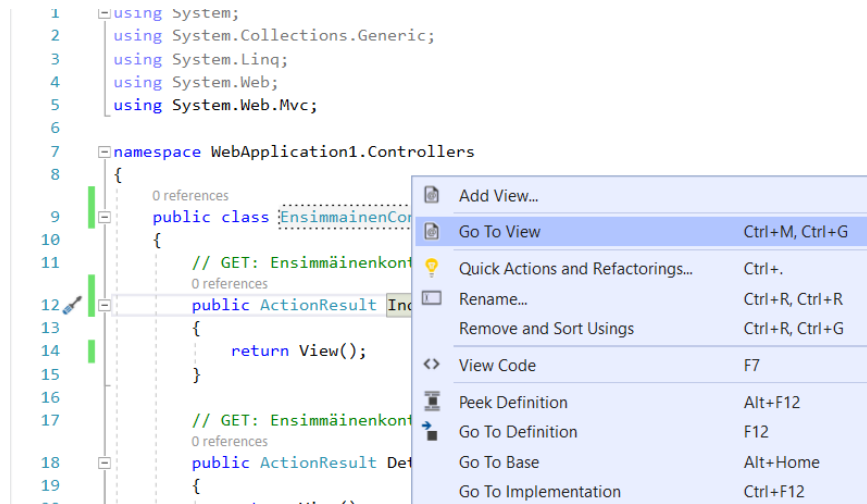 1 using System;
2 using System.Collections.Generic;
3 using System.Linq;
4 using System.Web;
5 using System.Web.Mvc;
6
7 namespace WebApplication1.Controllers
8 {
0 references
9 public class EnsimmainenCo
10 {
11 // GET: Ensimmäinenkont
0 references
12 public ActionResult Ind
13 {
14 return View();
15 }
16
17 // GET: Ensimmäinenkont
0 references
18 public ActionResult Det
19 {
Add View...
Go To View Ctrl+M, Ctrl+G
Quick Actions and Refactorings... Ctrl+.
Rename... Ctrl+R, Ctrl+R
Remove and Sort Usings Ctrl+R, Ctrl+G
View Code F7
Peek Definition Alt+F12
Go To Definition F12
Go To Base Alt+Home
Go To Implementation Ctrl+F12